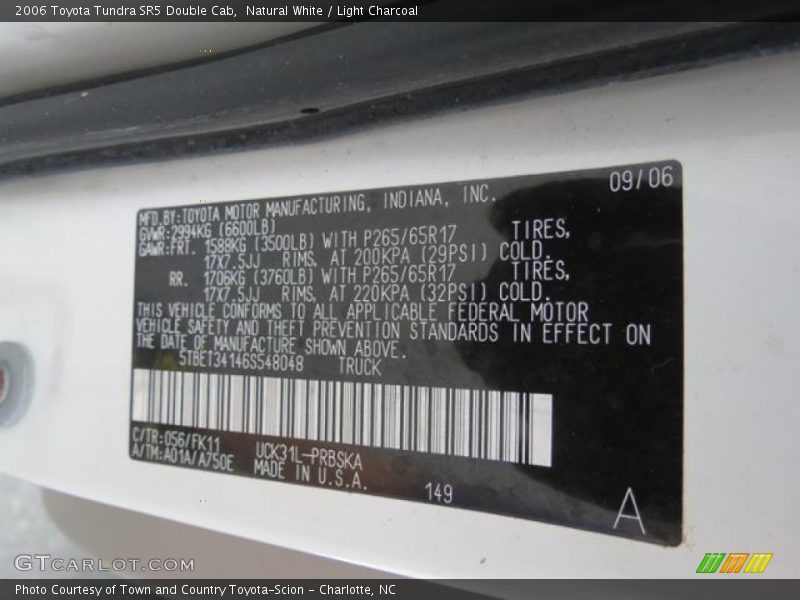 2006 Toyota Tundra SR5 Double Cab,  Natural White / Light Charcoal
09/06
MFD.BY:TOYOTA MOTOR MANUFACTURING, INDIANA, INC.
GVWR:2994KG (6600LB)
GAWR:FRT. 1588KG (3500LB) WITH P265/65R17 TIRES,
17X7.5JJ RIMS, AT 200KPA (29PSI) COLD.
RR. 1706KG (3760LB) WITH P265/65R17 TIRES,
17X7.5JJ RIMS, AT 220KPA (32PSI) COLD.
THIS VEHICLE CONFORMS TO ALL APPLICABLE FEDERAL MOTOR
VEHICLE SAFETY AND THEFT PREVENTION STANDARDS IN EFFECT ON
THE DATE OF MANUFACTURE SHOWN ABOVE.
5TBET34146S548048 TRUCK
C/TR:056/FK11 UCK31L-PRBSKA
A/TM:A01A/A750E MADE IN U.S.A.
149
A
GTCARLOT.COM
Photo Courtesy of Town and Country Toyota-Scion – Charlotte, NC